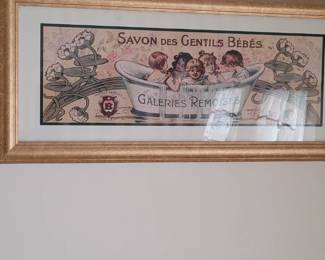 SAVON DES GENTILS BÉBÉS
GALERIES REMOISES